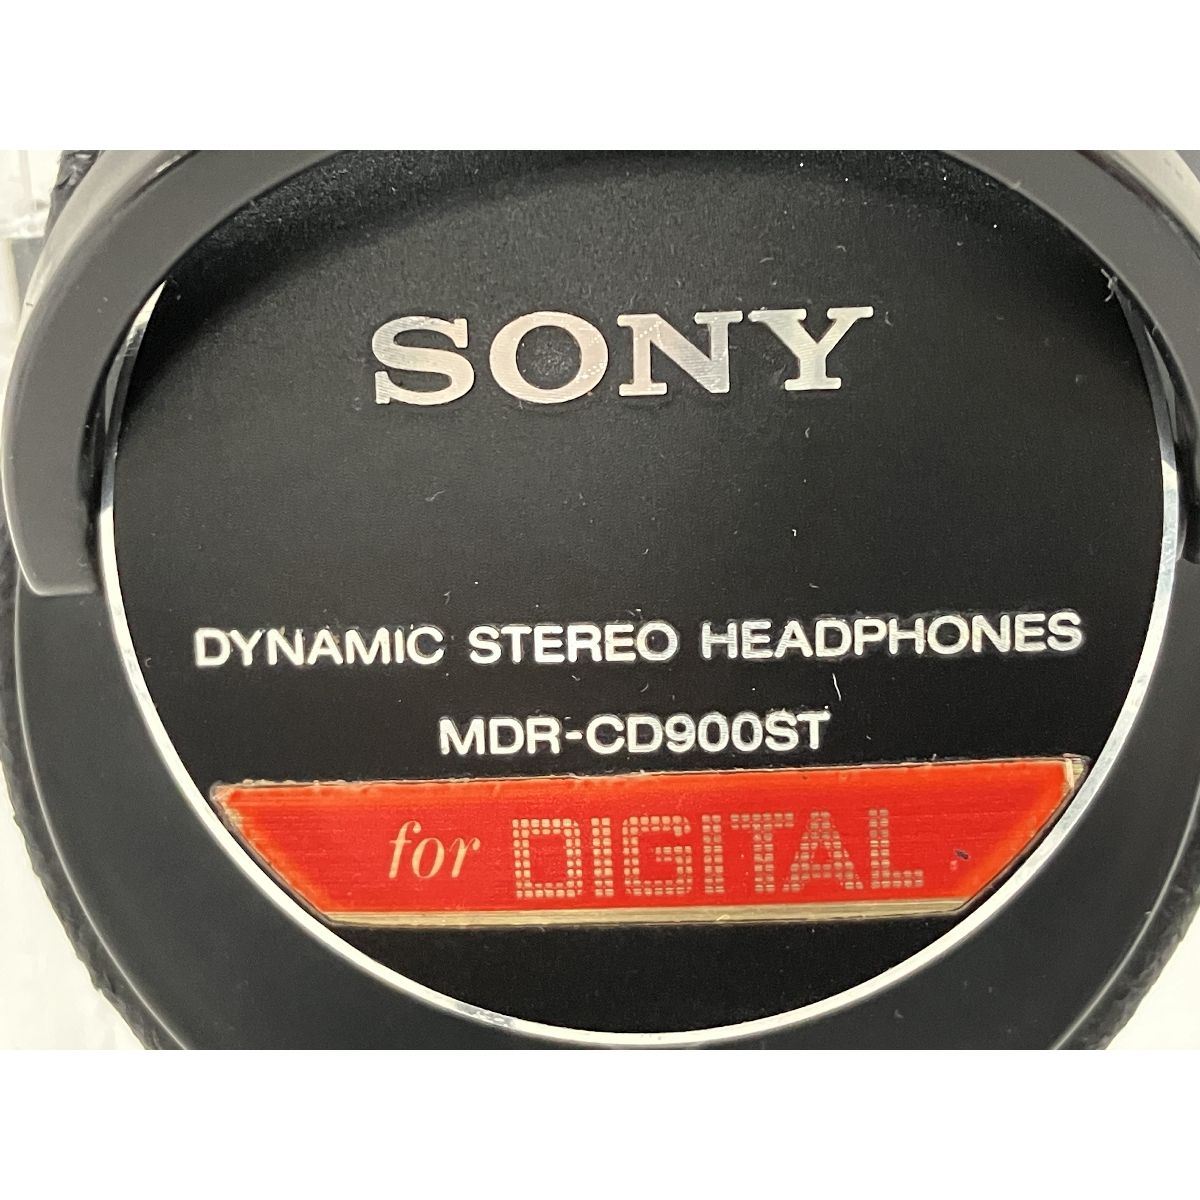 SONY
DYNAMIC STEREO HEADPHONES
MDR-CD900ST
for DIGITAL